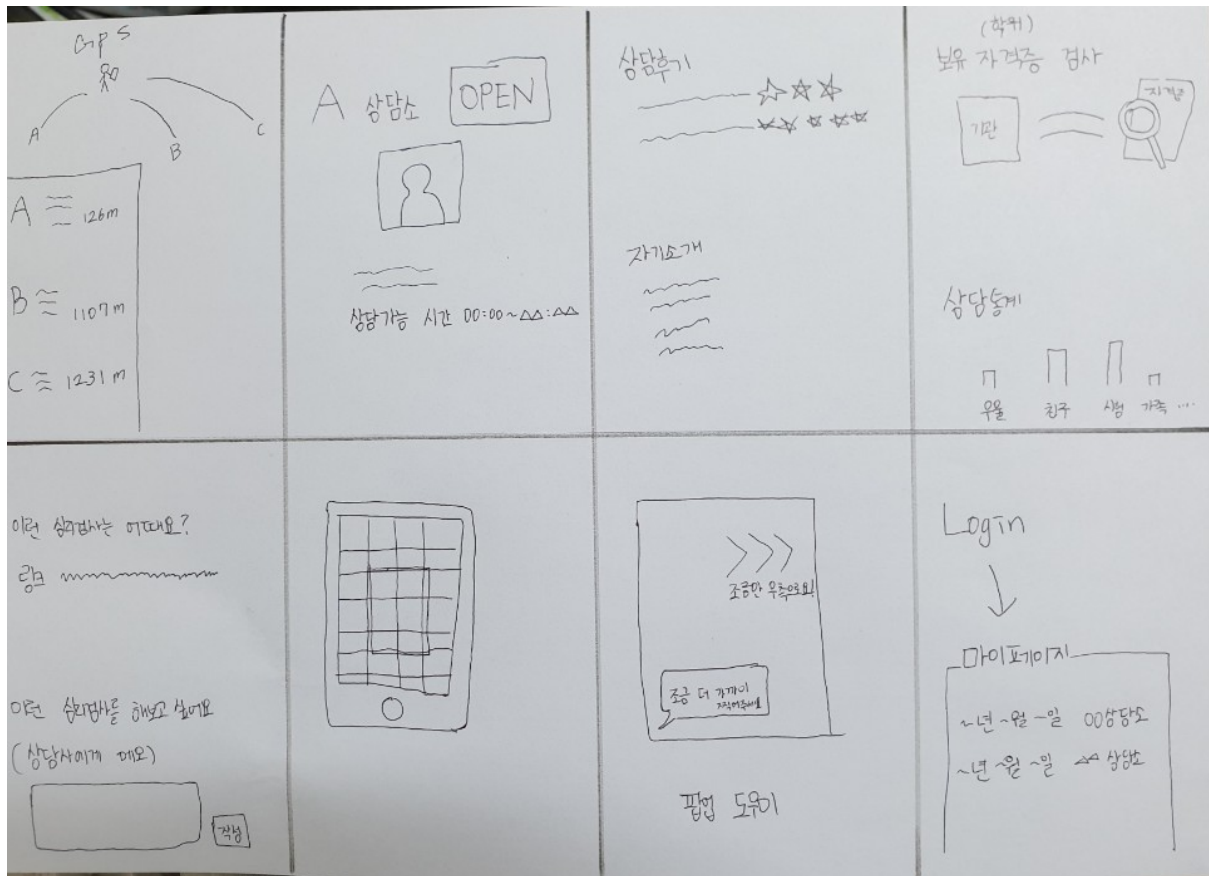 GPS
A
B
C
A 126m
B 1107m
C 1231m
A 상담소 OPEN
상담가능 시간 00:00~△△:△△
상담후기
☆☆☆
☆☆☆☆☆
자기소개
(학위)
보유 자격증 검사
기관
자격증
상담통계
우울 친구 시험 가족 ....
이런 심리검사는 어때요?
링크
이런 심리검사를 해보고 싶어요
(상담사에게 메모)
작성
>>>
조금만 우측으로요!
조금 더 가까이
찍어주세요
팝업 도우미
Login
마이페이지
~년 ~월 ~일 00상담소
~년 ~월 ~일 △△ 상담소